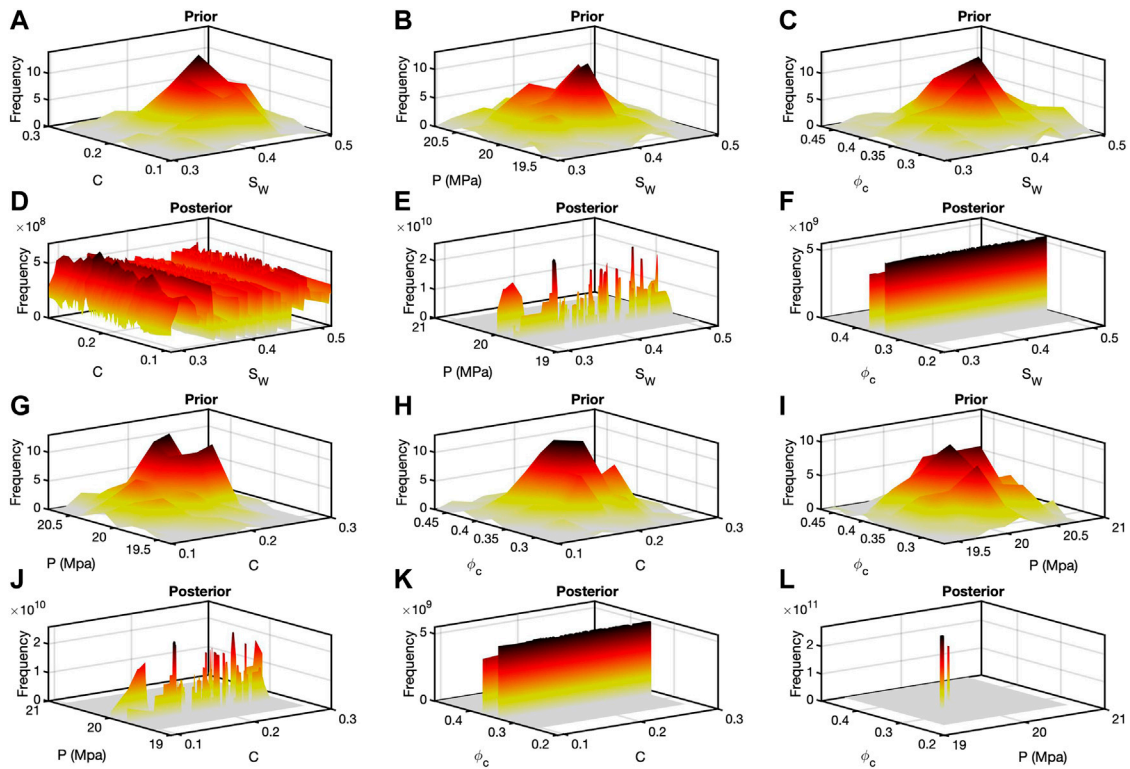 A
Prior
Frequency
10
5
0
0.3
0.2
0.1
C
0.3
0.4
0.5
S_W
B
Prior
Frequency
10
5
0
20.5
20
19.5
P (MPa)
0.3
0.4
0.5
S_W
C
Prior
Frequency
10
5
0
0.45
0.4
0.35
0.3
ϕ_c
0.3
0.4
0.5
S_W
D
Posterior
×10^8
Frequency
5
0
0.2
0.1
C
0.3
0.4
0.5
S_W
E
Posterior
×10^10
Frequency
2
1
0
21
20
19
P (MPa)
0.3
0.4
0.5
S_W
F
Posterior
×10^9
Frequency
5
0
0.4
0.3
0.2
ϕ_c
0.3
0.4
0.5
S_W
G
Prior
Frequency
10
5
0
20.5
20
19.5
P (Mpa)
0.1
0.2
0.3
C
H
Prior
Frequency
10
5
0
0.45
0.4
0.35
0.3
ϕ_c
0.1
0.2
0.3
C
I
Prior
Frequency
10
5
0
0.45
0.4
0.35
0.3
ϕ_c
19.5
20
20.5
21
P (Mpa)
J
Posterior
×10^10
Frequency
2
1
0
21
20
19
P (Mpa)
0.1
0.2
0.3
C
K
Posterior
×10^9
Frequency
5
0
0.4
0.3
0.2
ϕ_c
0.1
0.2
0.3
C
L
Posterior
×10^11
Frequency
2
1
0
0.4
0.3
0.2
ϕ_c
19
20
21
P (Mpa)